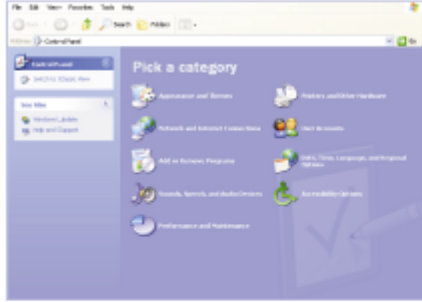 File Edit View Favorites Tools Help
Search Folders
Control Panel Go
Control Panel
Switch to Classic View
See Also
Windows Update
Help and Support
Pick a category
Appearance and Themes
Printers and Other Hardware
Network and Internet Connections
User Accounts
Add or Remove Programs
Date, Time, Language, and Regional
Options
Sounds, Speech, and Audio Devices
Accessibility Options
Performance and Maintenance